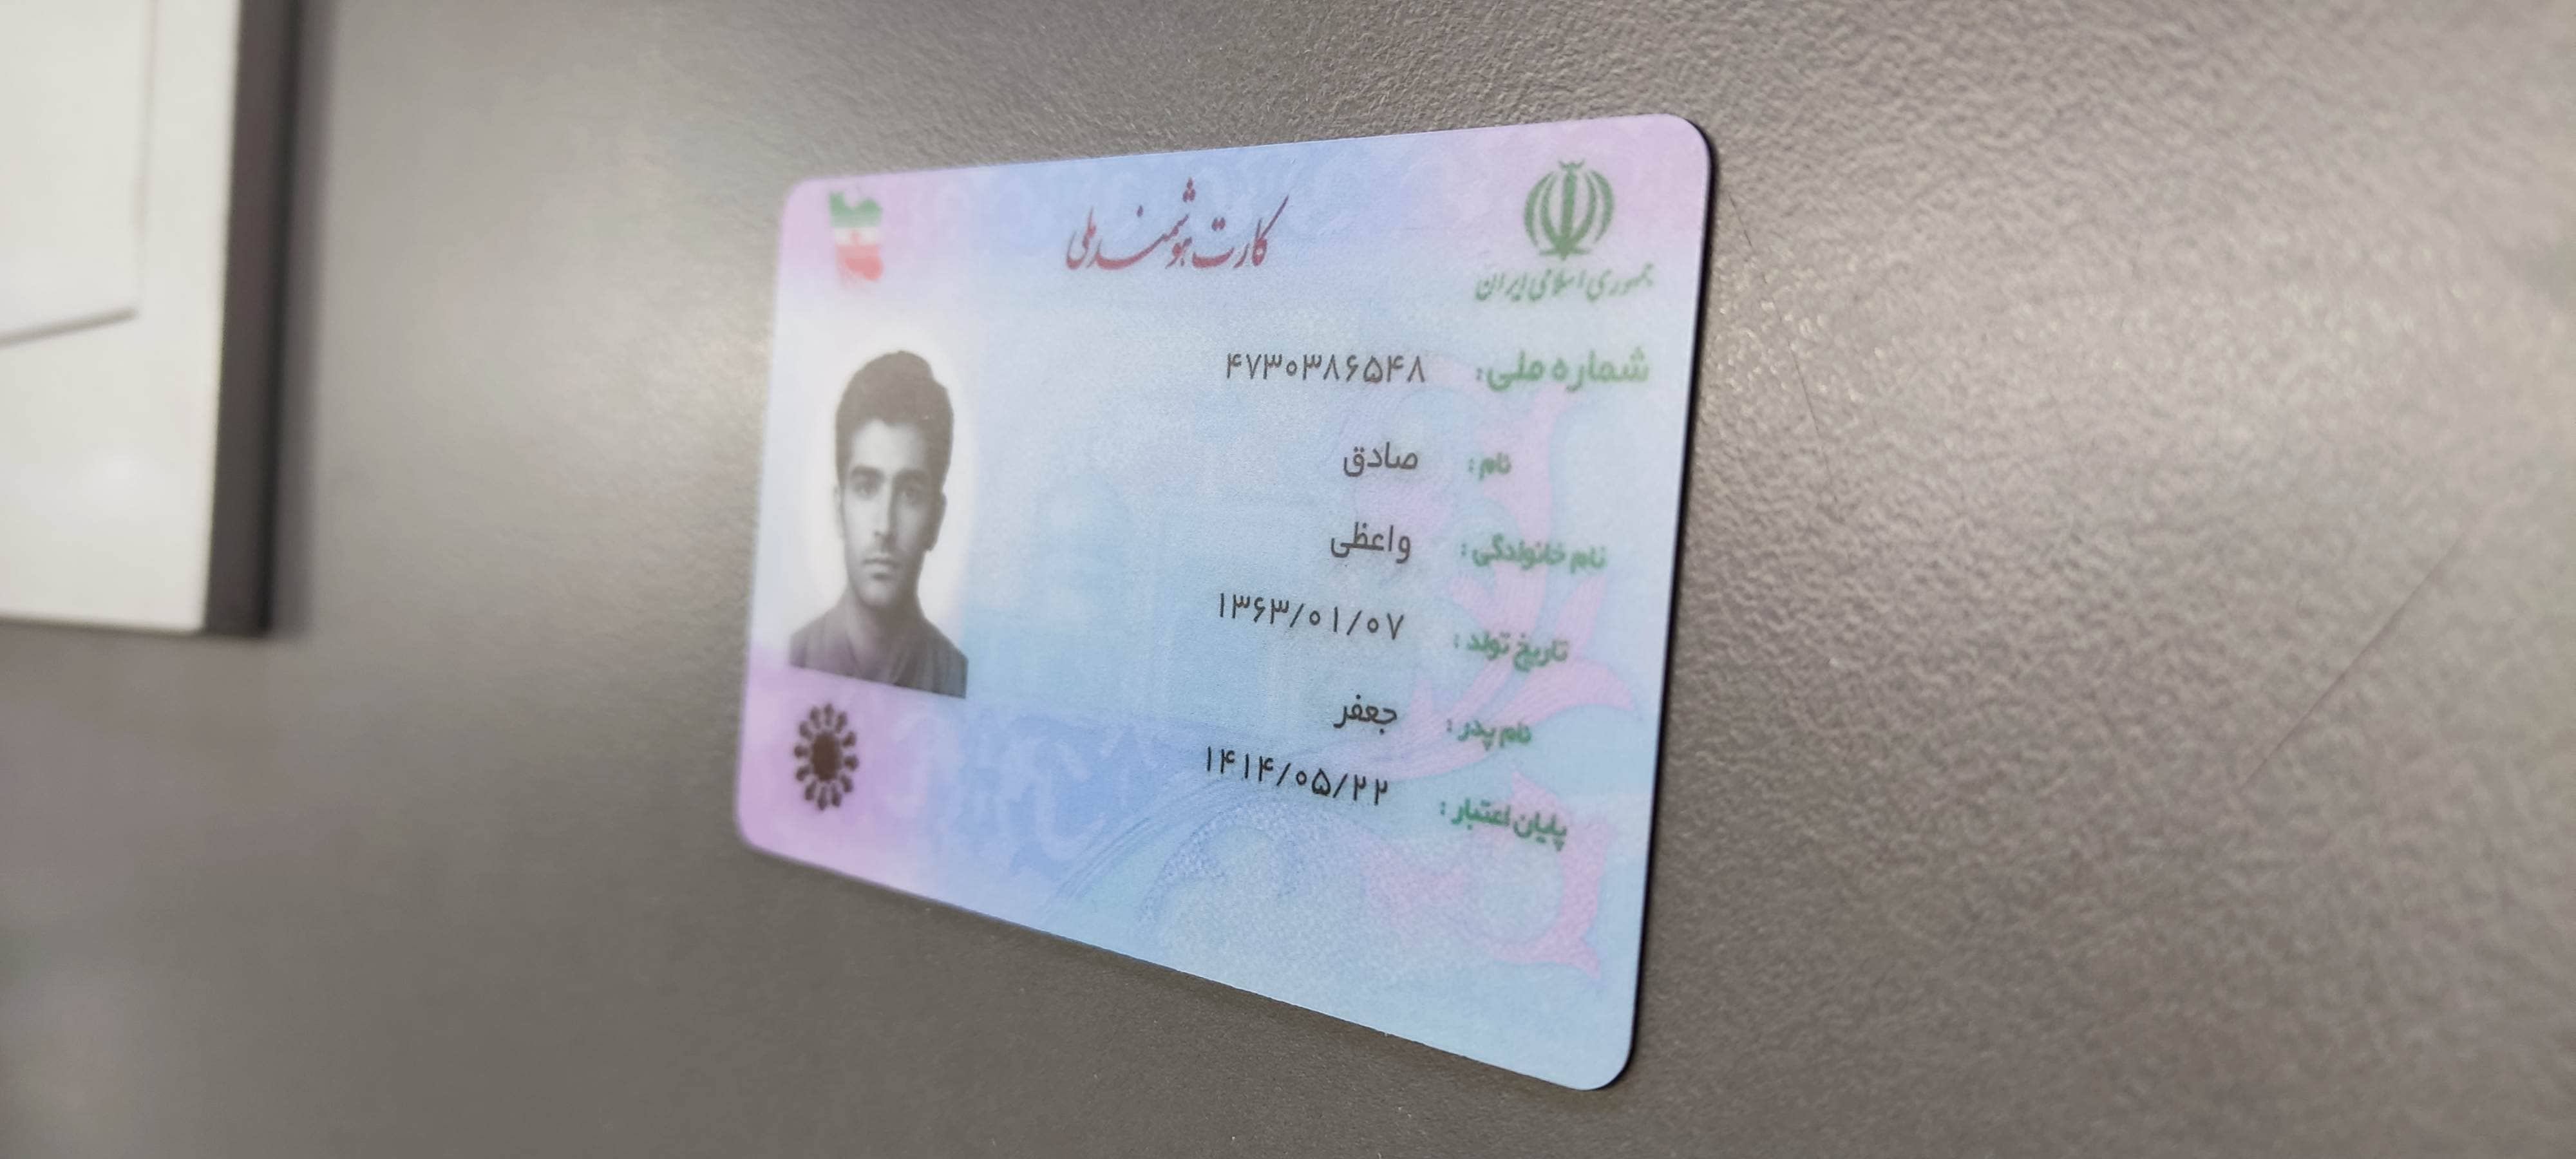 جمهوری اسلامی ایران
کارت هوشمند ملی
شماره ملی: ۴۷۳۰۳۸۶۵۴۸
نام: صادق
نام خانوادگی: واعظی
تاریخ تولد: ۱۳۶۳/۰۱/۰۷
نام پدر: جعفر
پایان اعتبار: ۱۴۱۴/۰۵/۲۲